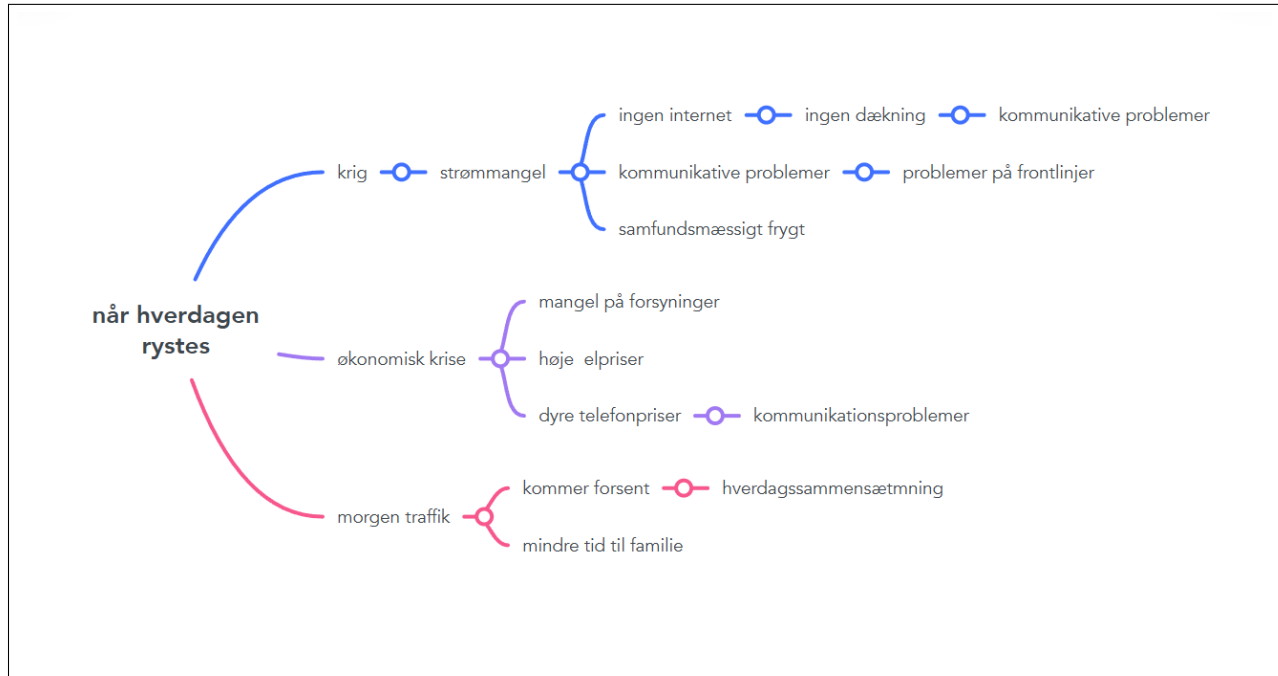 ingen internet
ingen dækning
kommunikative problemer
krig
strømmangel
kommunikative problemer
problemer på frontlinjer
samfundsmæssigt frygt
når hverdagen
rystes
økonomisk krise
mangel på forsyninger
høje  elpriser
dyre telefonpriser
kommunikationsproblemer
morgen traffik
kommer forsent
hverdagssammensætmning
mindre tid til familie